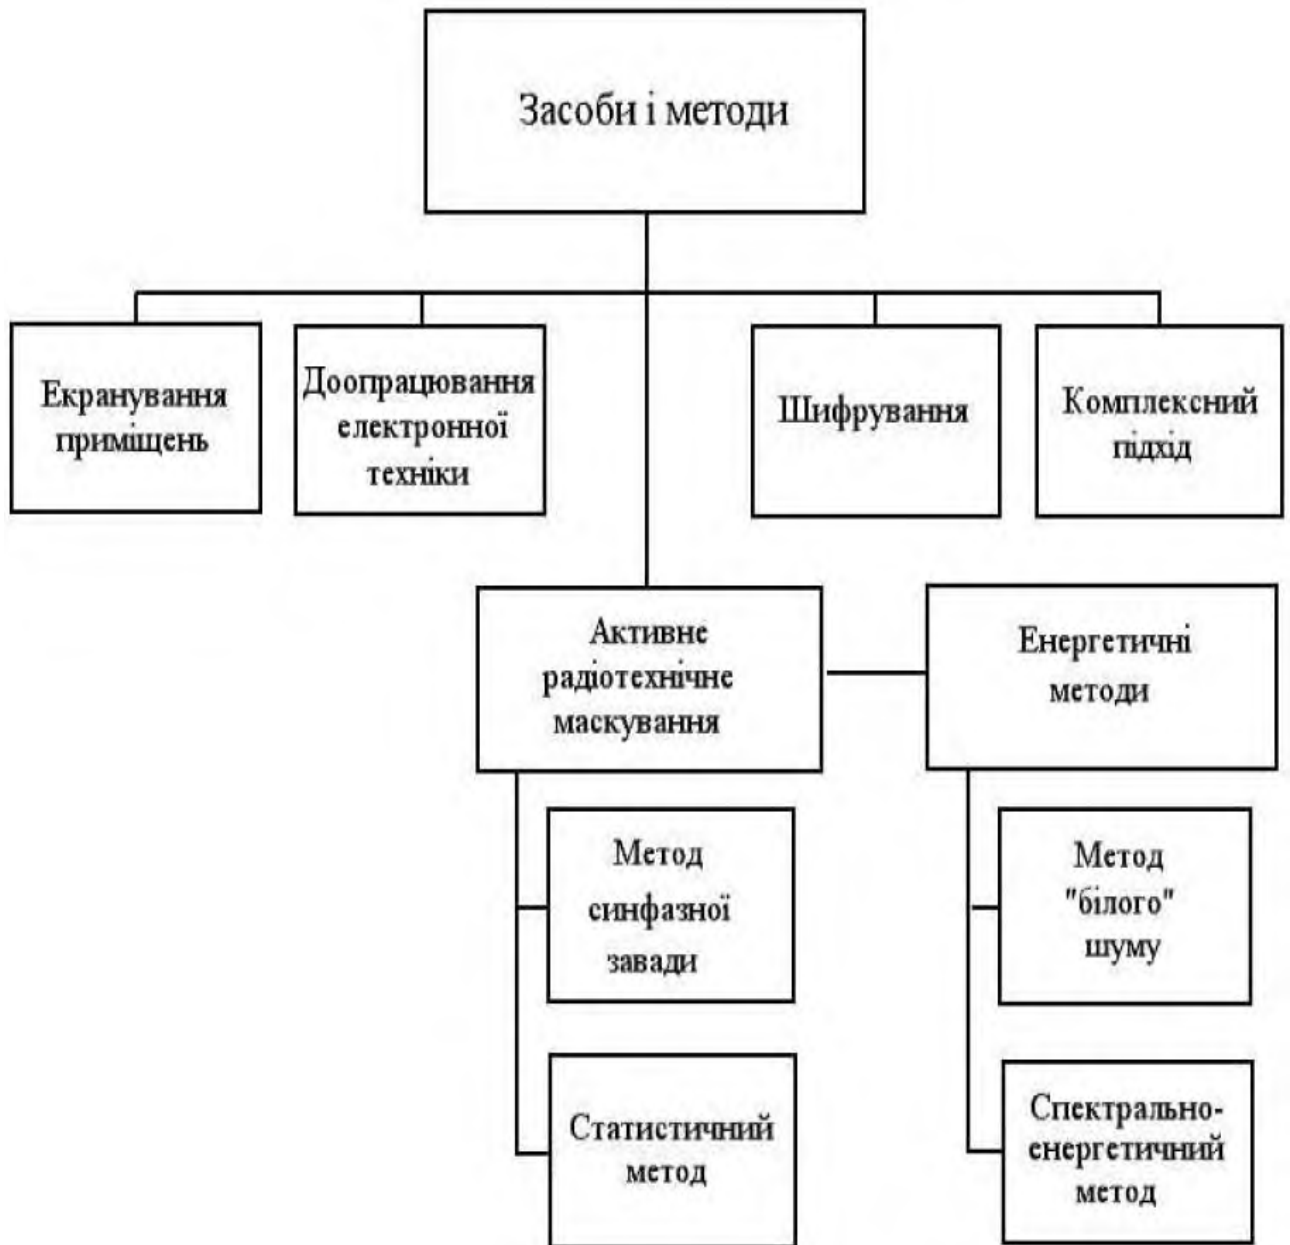 Засоби і методи
Екранування
приміщень
Доопрацювання
електронної
техніки
Шифрування
Комплексний
підхід
Активне
радіотехнічне
маскування
Енергетичні
методи
Метод
синфазної
завади
Метод
"білого"
шуму
Статистичний
метод
Спектрально-
енергетичний
метод